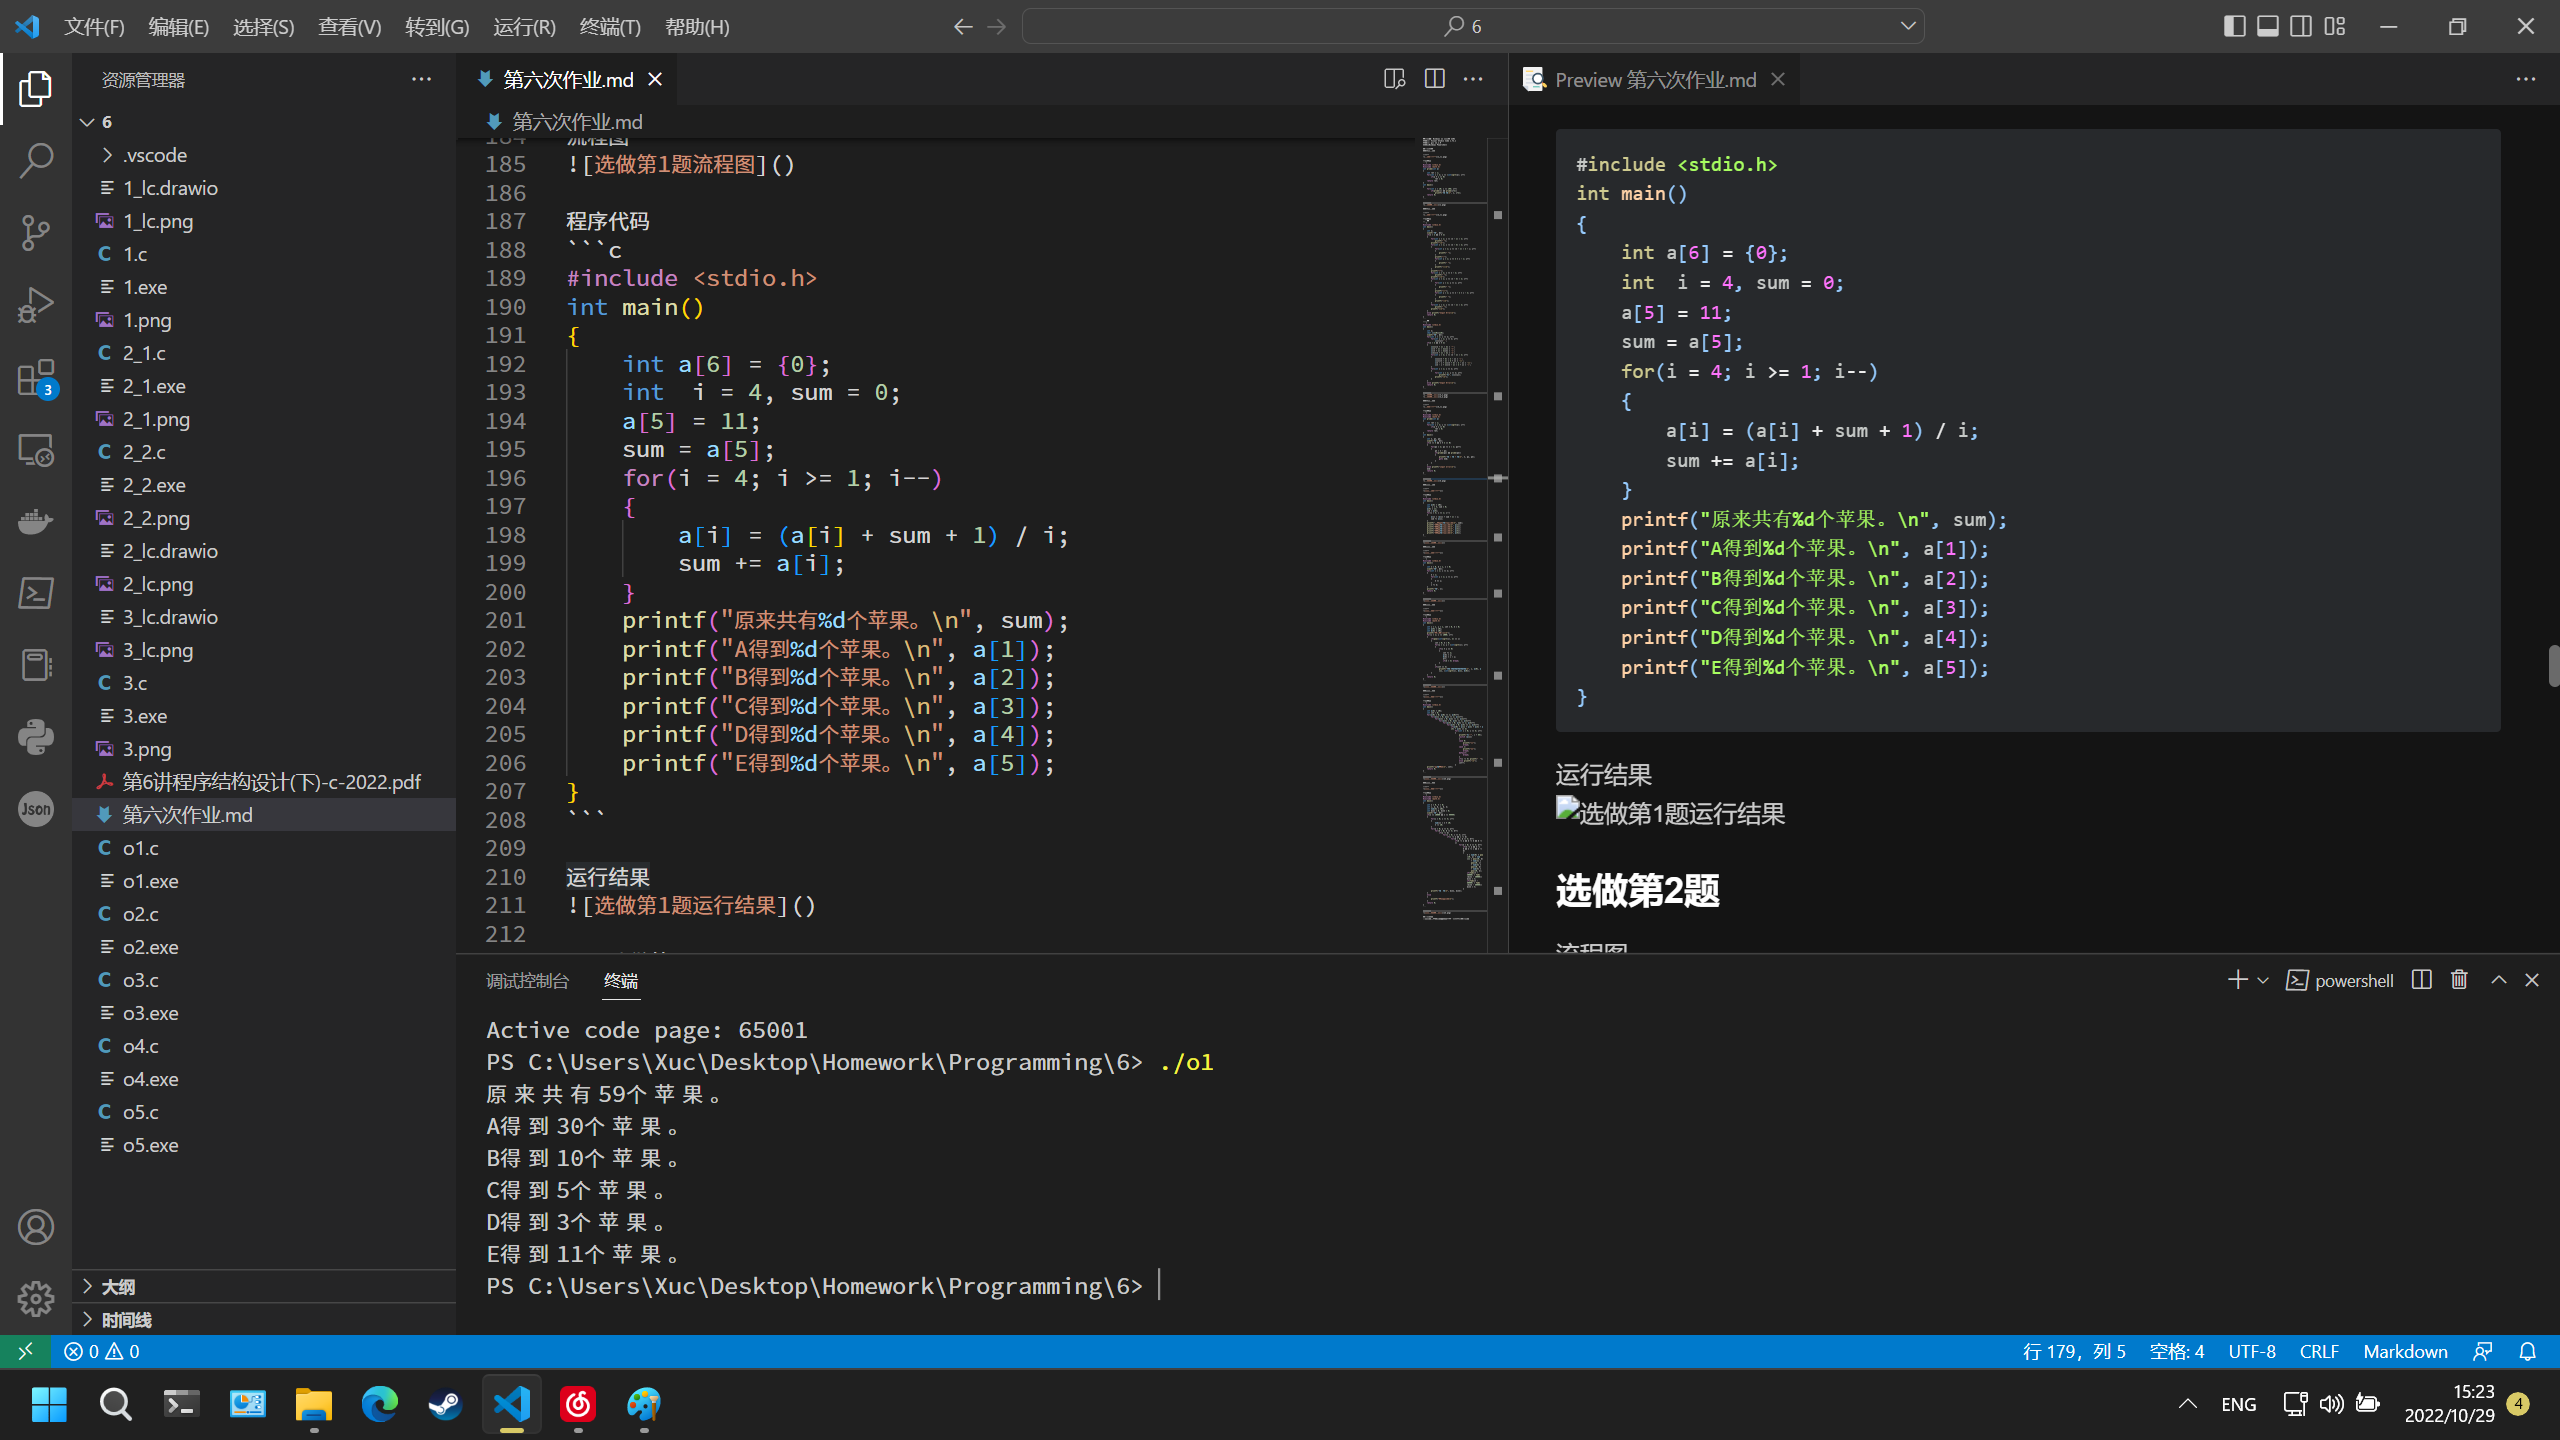 文件(F) 编辑(E) 选择(S) 查看(V) 转到(G) 运行(R) 终端(T) 帮助(H)
6
资源管理器
6
.vscode
1_lc.drawio
1_lc.png
1.c
1.exe
1.png
2_1.c
2_1.exe
2_1.png
2_2.c
2_2.exe
2_2.png
2_lc.drawio
2_lc.png
3_lc.drawio
3_lc.png
3.c
3.exe
3.png
第6讲程序结构设计(下)-c-2022.pdf
第六次作业.md
o1.c
o1.exe
o2.c
o2.exe
o3.c
o3.exe
o4.c
o4.exe
o5.c
o5.exe
大纲
时间线
3
Json
第六次作业.md
第六次作业.md
184 流程图
185 ![选做第1题流程图]()
186
187 程序代码
188 ```c
189 #include <stdio.h>
190 int main()
191 {
192     int a[6] = {0};
193     int  i = 4, sum = 0;
194     a[5] = 11;
195     sum = a[5];
196     for(i = 4; i >= 1; i--)
197     {
198         a[i] = (a[i] + sum + 1) / i;
199         sum += a[i];
200     }
201     printf("原来共有%d个苹果。\n", sum);
202     printf("A得到%d个苹果。\n", a[1]);
203     printf("B得到%d个苹果。\n", a[2]);
204     printf("C得到%d个苹果。\n", a[3]);
205     printf("D得到%d个苹果。\n", a[4]);
206     printf("E得到%d个苹果。\n", a[5]);
207 }
208 ```
209
210 运行结果
211 ![选做第1题运行结果]()
212
Preview 第六次作业.md
#include <stdio.h>
int main()
{
    int a[6] = {0};
    int  i = 4, sum = 0;
    a[5] = 11;
    sum = a[5];
    for(i = 4; i >= 1; i--)
    {
        a[i] = (a[i] + sum + 1) / i;
        sum += a[i];
    }
    printf("原来共有%d个苹果。\n", sum);
    printf("A得到%d个苹果。\n", a[1]);
    printf("B得到%d个苹果。\n", a[2]);
    printf("C得到%d个苹果。\n", a[3]);
    printf("D得到%d个苹果。\n", a[4]);
    printf("E得到%d个苹果。\n", a[5]);
}
运行结果
选做第1题运行结果
选做第2题
流程图
调试控制台 终端
powershell
Active code page: 65001
PS C:\Users\Xuc\Desktop\Homework\Programming\6> ./o1
原来共有59个苹果。
A得到30个苹果。
B得到10个苹果。
C得到5个苹果。
D得到3个苹果。
E得到11个苹果。
PS C:\Users\Xuc\Desktop\Homework\Programming\6>
0 0
行 179，列 5 空格: 4 UTF-8 CRLF Markdown
ENG
15:23
2022/10/29
4